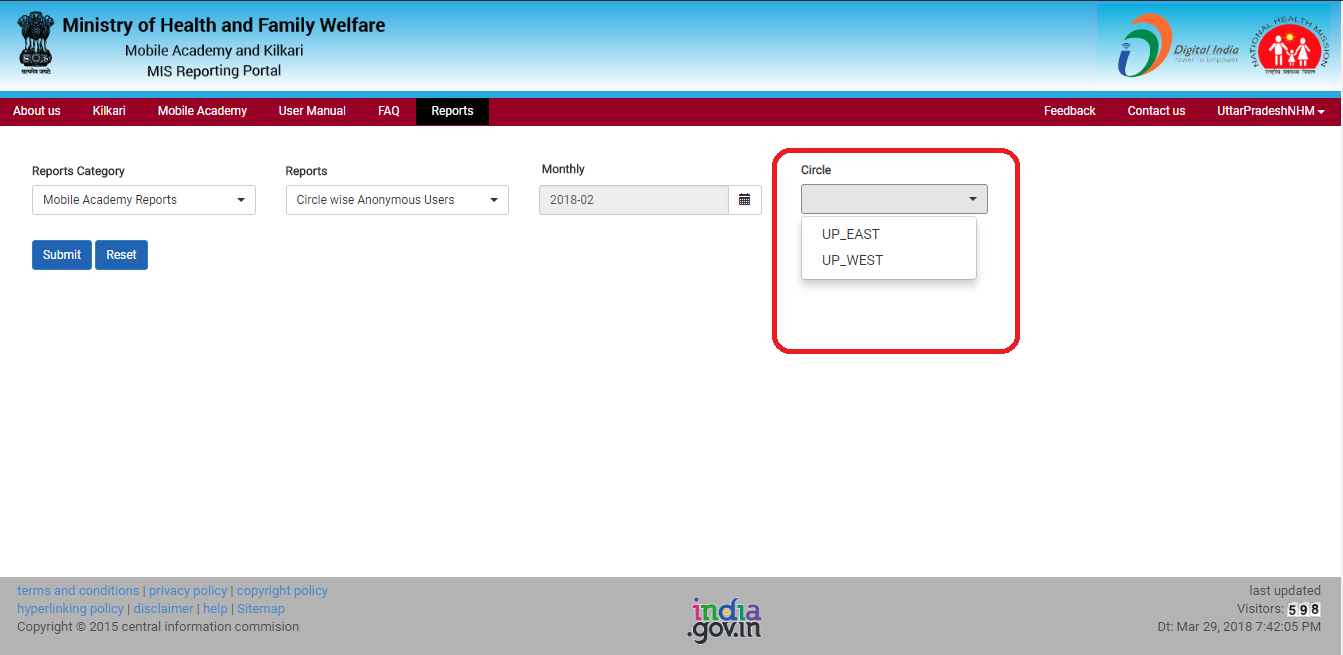 Ministry of Health and Family Welfare
Mobile Academy and Kilkari
MIS Reporting Portal
सत्यमेव जयते
Digital India
Power To Empower
NATIONAL HEALTH MISSION
राष्ट्रीय स्वास्थ्य मिशन
About us Kilkari Mobile Academy User Manual FAQ Reports Feedback Contact us UttarPradeshNHM
Reports Category Reports Monthly Circle
Mobile Academy Reports Circle wise Anonymous Users 2018-02
UP_EAST
UP_WEST
Submit Reset
terms and conditions | privacy policy | copyright policy
hyperlinking policy | disclaimer | help | Sitemap
Copyright © 2015 central information commision
india
.gov.in
last updated
Visitors: 598
Dt: Mar 29, 2018 7:42:05 PM